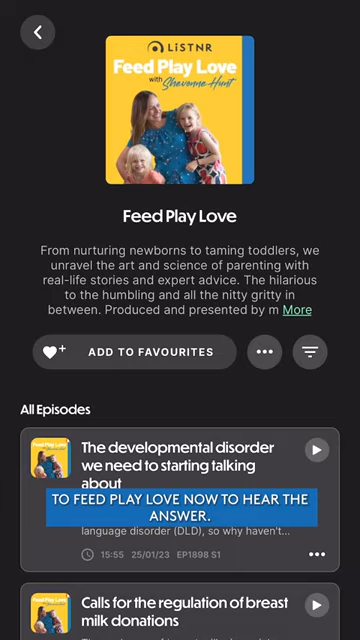 LiSTNR
Feed Play Love
with Shevonne Hunt
Feed Play Love
From nurturing newborns to taming toddlers, we
unravel the art and science of parenting with
real-life stories and expert advice. The hilarious
to the humbling and all the nitty gritty in
between. Produced and presented by m More
ADD TO FAVOURITES
All Episodes
The developmental disorder
we need to starting talking
about
TO FEED PLAY LOVE NOW TO HEAR THE
ANSWER.
language disorder (DLD), so why haven't...
15:55 25/01/23 EP1898 S1
Calls for the regulation of breast
milk donations